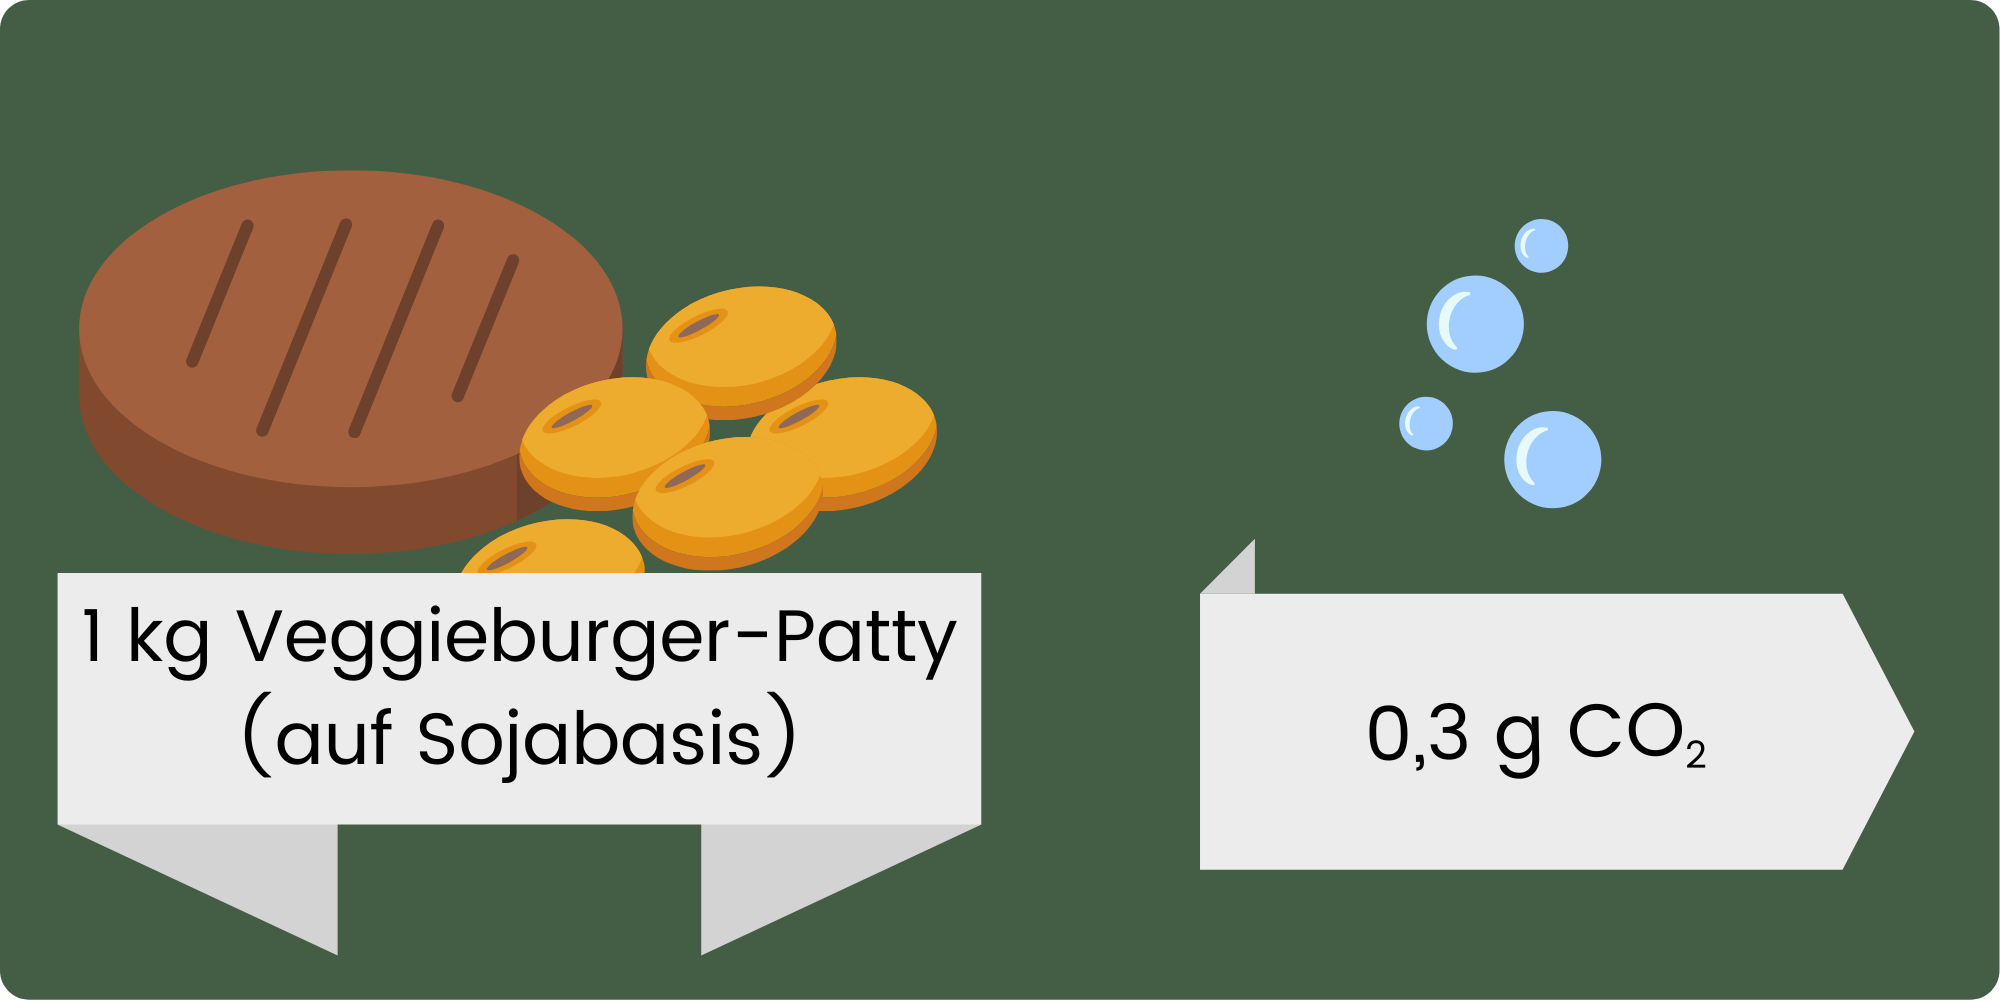 1 kg Veggieburger-Patty
(auf Sojabasis)
0,3 g CO₂